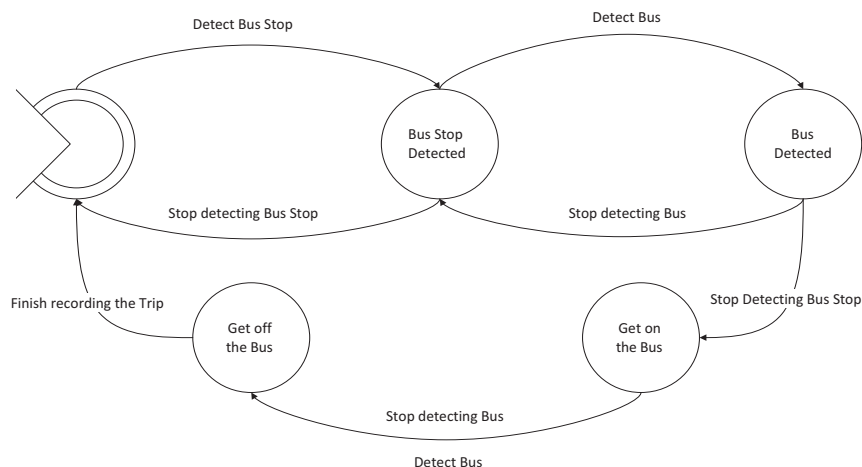 Detect Bus Stop
Detect Bus
Bus Stop
Detected
Bus
Detected
Stop detecting Bus Stop
Stop detecting Bus
Finish recording the Trip
Stop Detecting Bus Stop
Get off
the Bus
Get on
the Bus
Stop detecting Bus
Detect Bus